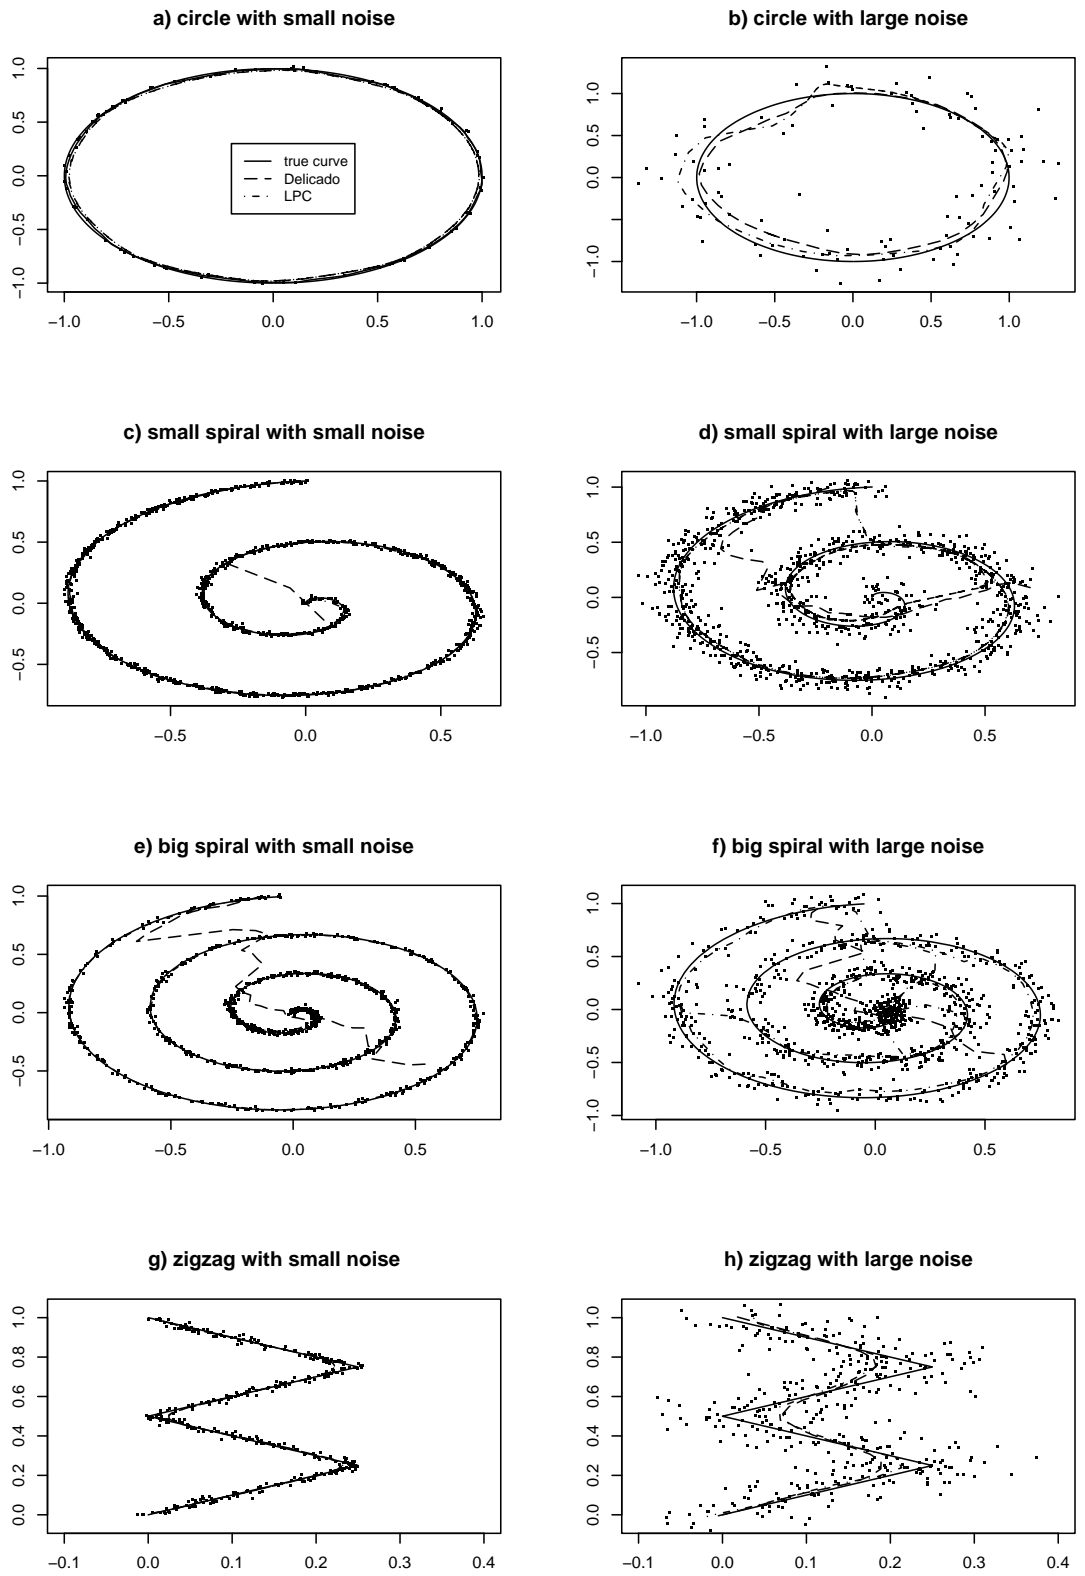 a) circle with small noise
b) circle with large noise
1.0
0.5
0.0
−0.5
−1.0
true curve
Delicado
LPC
−1.0 −0.5 0.0 0.5 1.0
1.0
0.5
0.0
−1.0
−1.0 −0.5 0.0 0.5 1.0
c) small spiral with small noise
d) small spiral with large noise
1.0
0.5
0.0
−0.5
−0.5 0.0 0.5
1.0
0.5
0.0
−0.5
−1.0 −0.5 0.0 0.5
e) big spiral with small noise
f) big spiral with large noise
1.0
0.5
0.0
−0.5
−1.0 −0.5 0.0 0.5
1.0
0.5
0.0
−0.5
−1.0
−1.0 −0.5 0.0 0.5
g) zigzag with small noise
h) zigzag with large noise
1.0
0.8
0.6
0.4
0.2
0.0
−0.1 0.0 0.1 0.2 0.3 0.4
1.0
0.8
0.6
0.4
0.2
0.0
−0.1 0.0 0.1 0.2 0.3 0.4